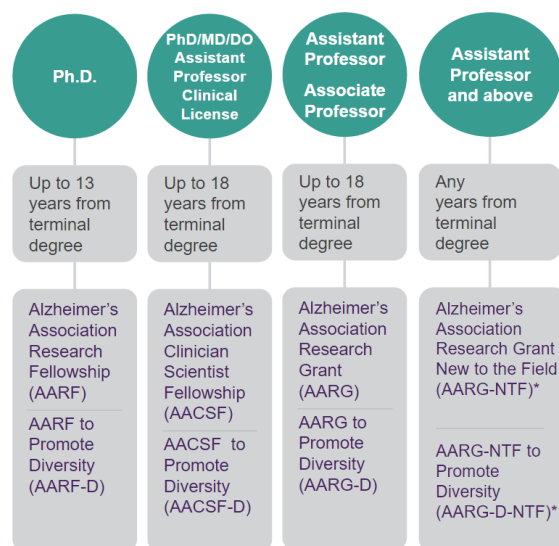 Ph.D.
PhD/MD/DO
Assistant
Professor
Clinical
License
Assistant
Professor
Associate
Professor
Assistant
Professor
and above
Up to 13
years from
terminal
degree
Up to 18
years from
terminal
degree
Up to 18
years from
terminal
degree
Any
years from
terminal
degree
Alzheimer's
Association
Research
Fellowship
(AARF)
AARF to
Promote
Diversity
(AARF-D)
Alzheimer's
Association
Clinician
Scientist
Fellowship
(AACSF)
AACSF to
Promote
Diversity
(AACSF-D)
Alzheimer's
Association
Research
Grant
(AARG)
AARG to
Promote
Diversity
(AARG-D)
Alzheimer's
Association
Research Grant
New to the Field
(AARG-NTF)*
AARG-NTF to
Promote
Diversity
(AARG-D-NTF)*